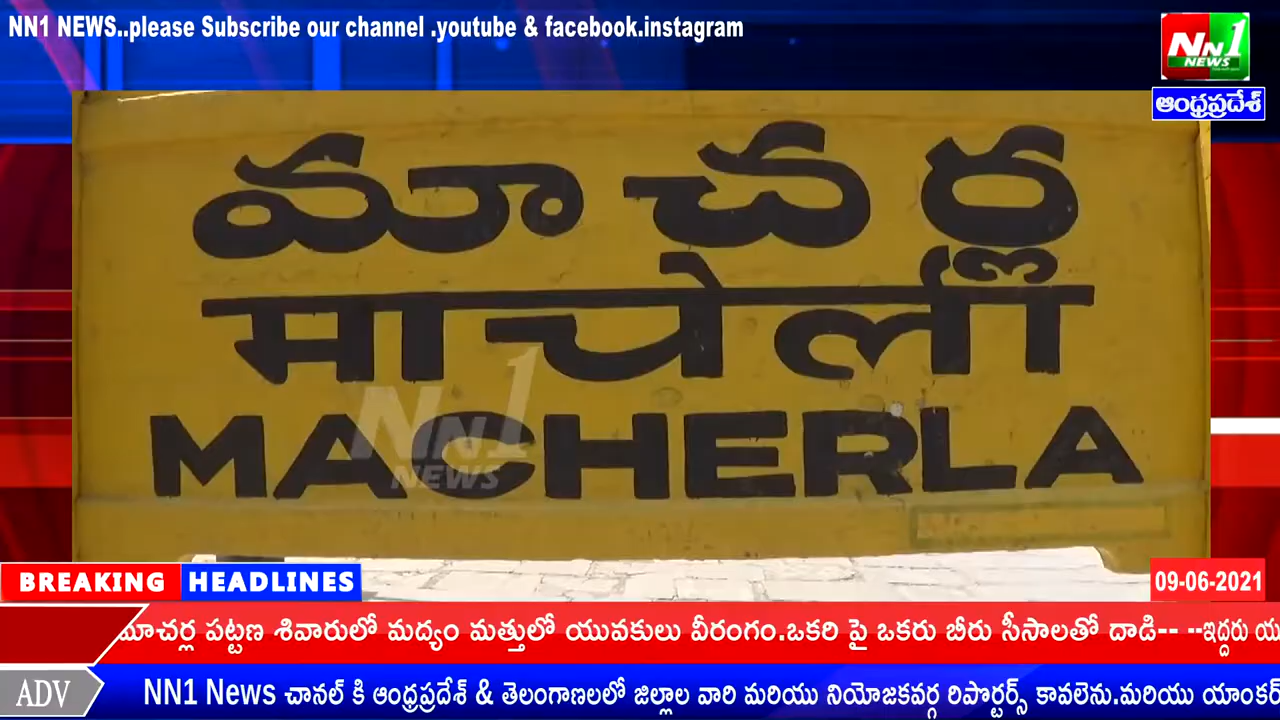 NN1 NEWS..please Subscribe our channel .youtube & facebook.instagram
NN1
NEWS
ఆంధ్రప్రదేశ్
మాచర్ల
माचेर्ला
MACHERLA
NN1
NEWS
BREAKING HEADLINES
09-06-2021
మాచర్ల పట్టణ శివారులో మద్యం మత్తులో యువకులు వీరంగం.ఒకరి పై ఒకరు బీరు సీసాలతో దాడి-- --ఇద్దరు
ADV
NN1 News చానల్ కి ఆంధ్రప్రదేశ్ & తెలంగాణలలో జిల్లాల వారి మరియు నియోజకవర్గ రిపొర్టర్స్ కావలెను.మరియు